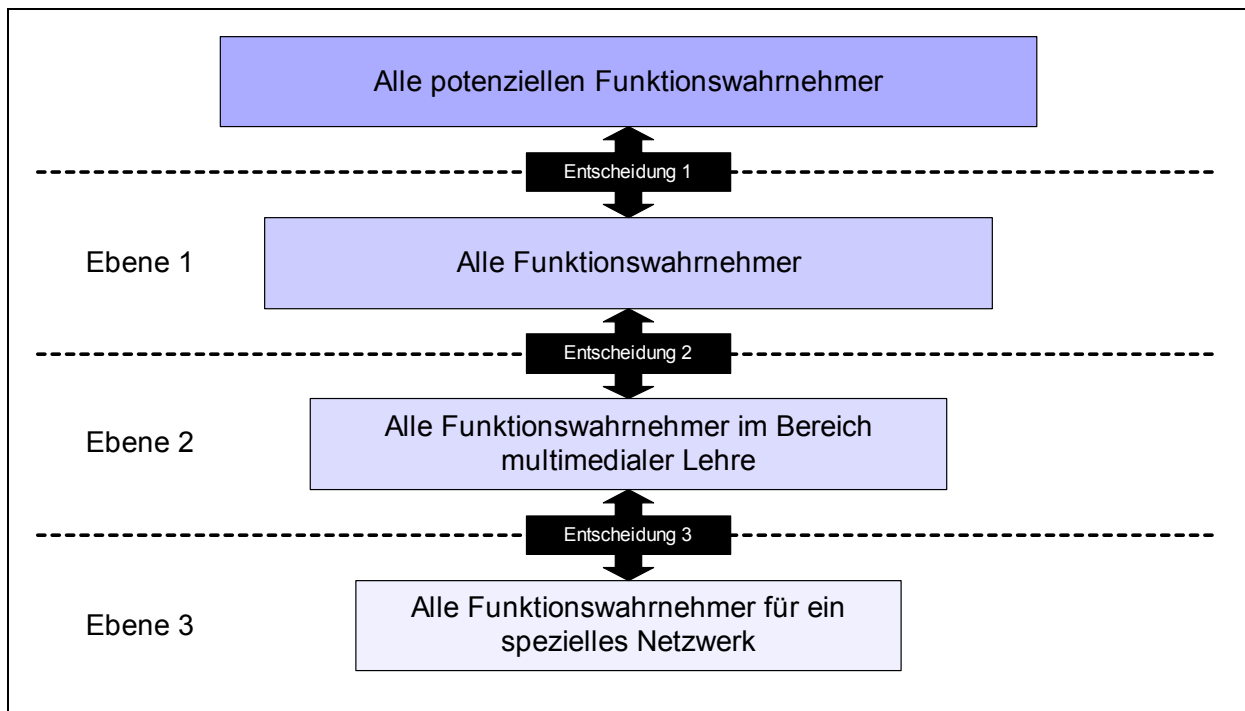 Alle potenziellen Funktionswahrnehmer
Entscheidung 1
Ebene 1
Alle Funktionswahrnehmer
Entscheidung 2
Ebene 2
Alle Funktionswahrnehmer im Bereich
multimedialer Lehre
Entscheidung 3
Ebene 3
Alle Funktionswahrnehmer für ein
spezielles Netzwerk